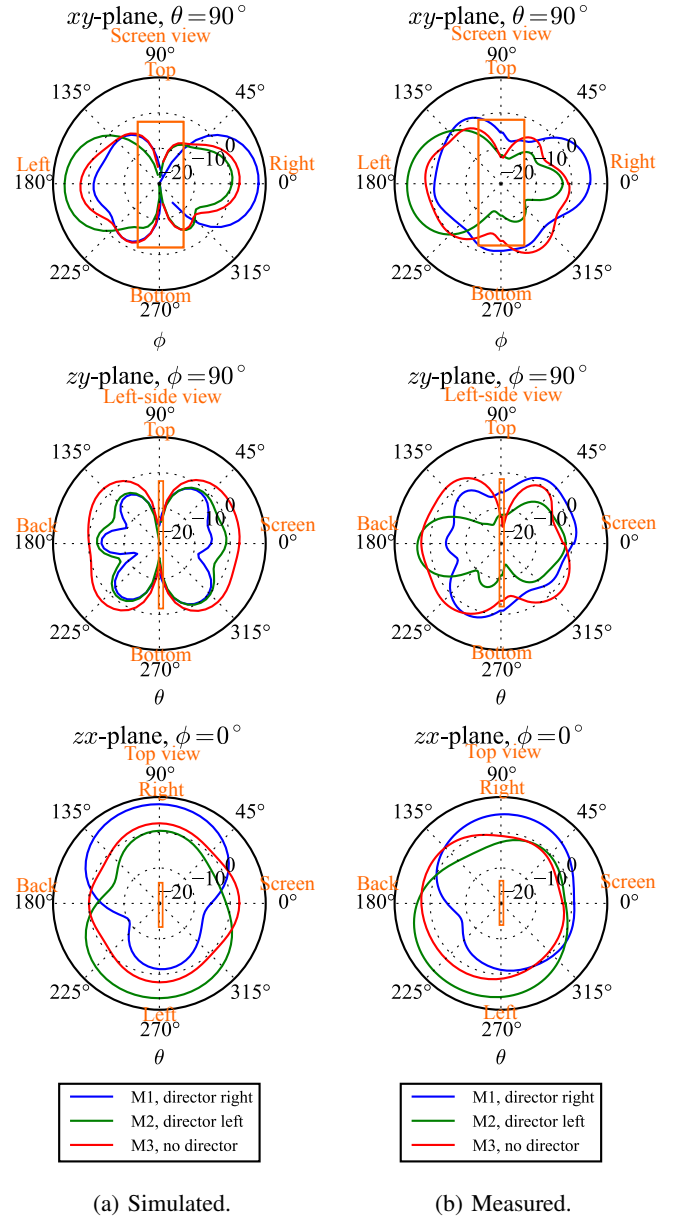 xy-plane, θ=90° xy-plane, θ=90°
Screen view Screen view
90° 90°
Top Top
135° 45° 135° 45°
0 0
−10 −10
Left Right Left Right
−20 −20
180° 0° 180° 0°
225° 315° 225° 315°
Bottom Bottom
270° 270°
ϕ ϕ
zy-plane, ϕ=90° zy-plane, ϕ=90°
Left-side view Left-side view
90° 90°
Top Top
135° 45° 135° 45°
0 0
−10 −10
Back Screen Back Screen
−20 −20
180° 0° 180° 0°
225° 315° 225° 315°
Bottom Bottom
270° 270°
θ θ
zx-plane, ϕ=0° zx-plane, ϕ=0°
Top view Top view
90° 90°
Right Right
135° 45° 135° 45°
0 0
−10 −10
Back Screen Back Screen
−20 −20
180° 0° 180° 0°
225° 315° 225° 315°
Left Left
270° 270°
θ θ
M1, director right M1, director right
M2, director left M2, director left
M3, no director M3, no director
(a) Simulated. (b) Measured.